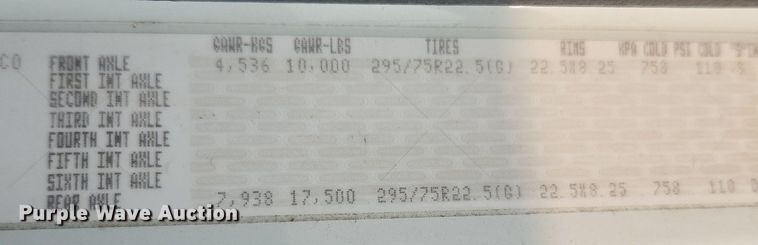 GAWR-KGS GAWR-LBS TIRES RIMS KPA COLD PSI COLD
CO FRONT AXLE 4,536 10,000 295/75R22.5(G) 22.5X8.25 758 110 S
FIRST INT AXLE
SECOND INT AXLE
THIRD INT AXLE
FOURTH INT AXLE
FIFTH INT AXLE
SIXTH INT AXLE
REAR AXLE 7,938 17,500 295/75R22.5(G) 22.5X8.25 758 110 D
Purple Wave Auction